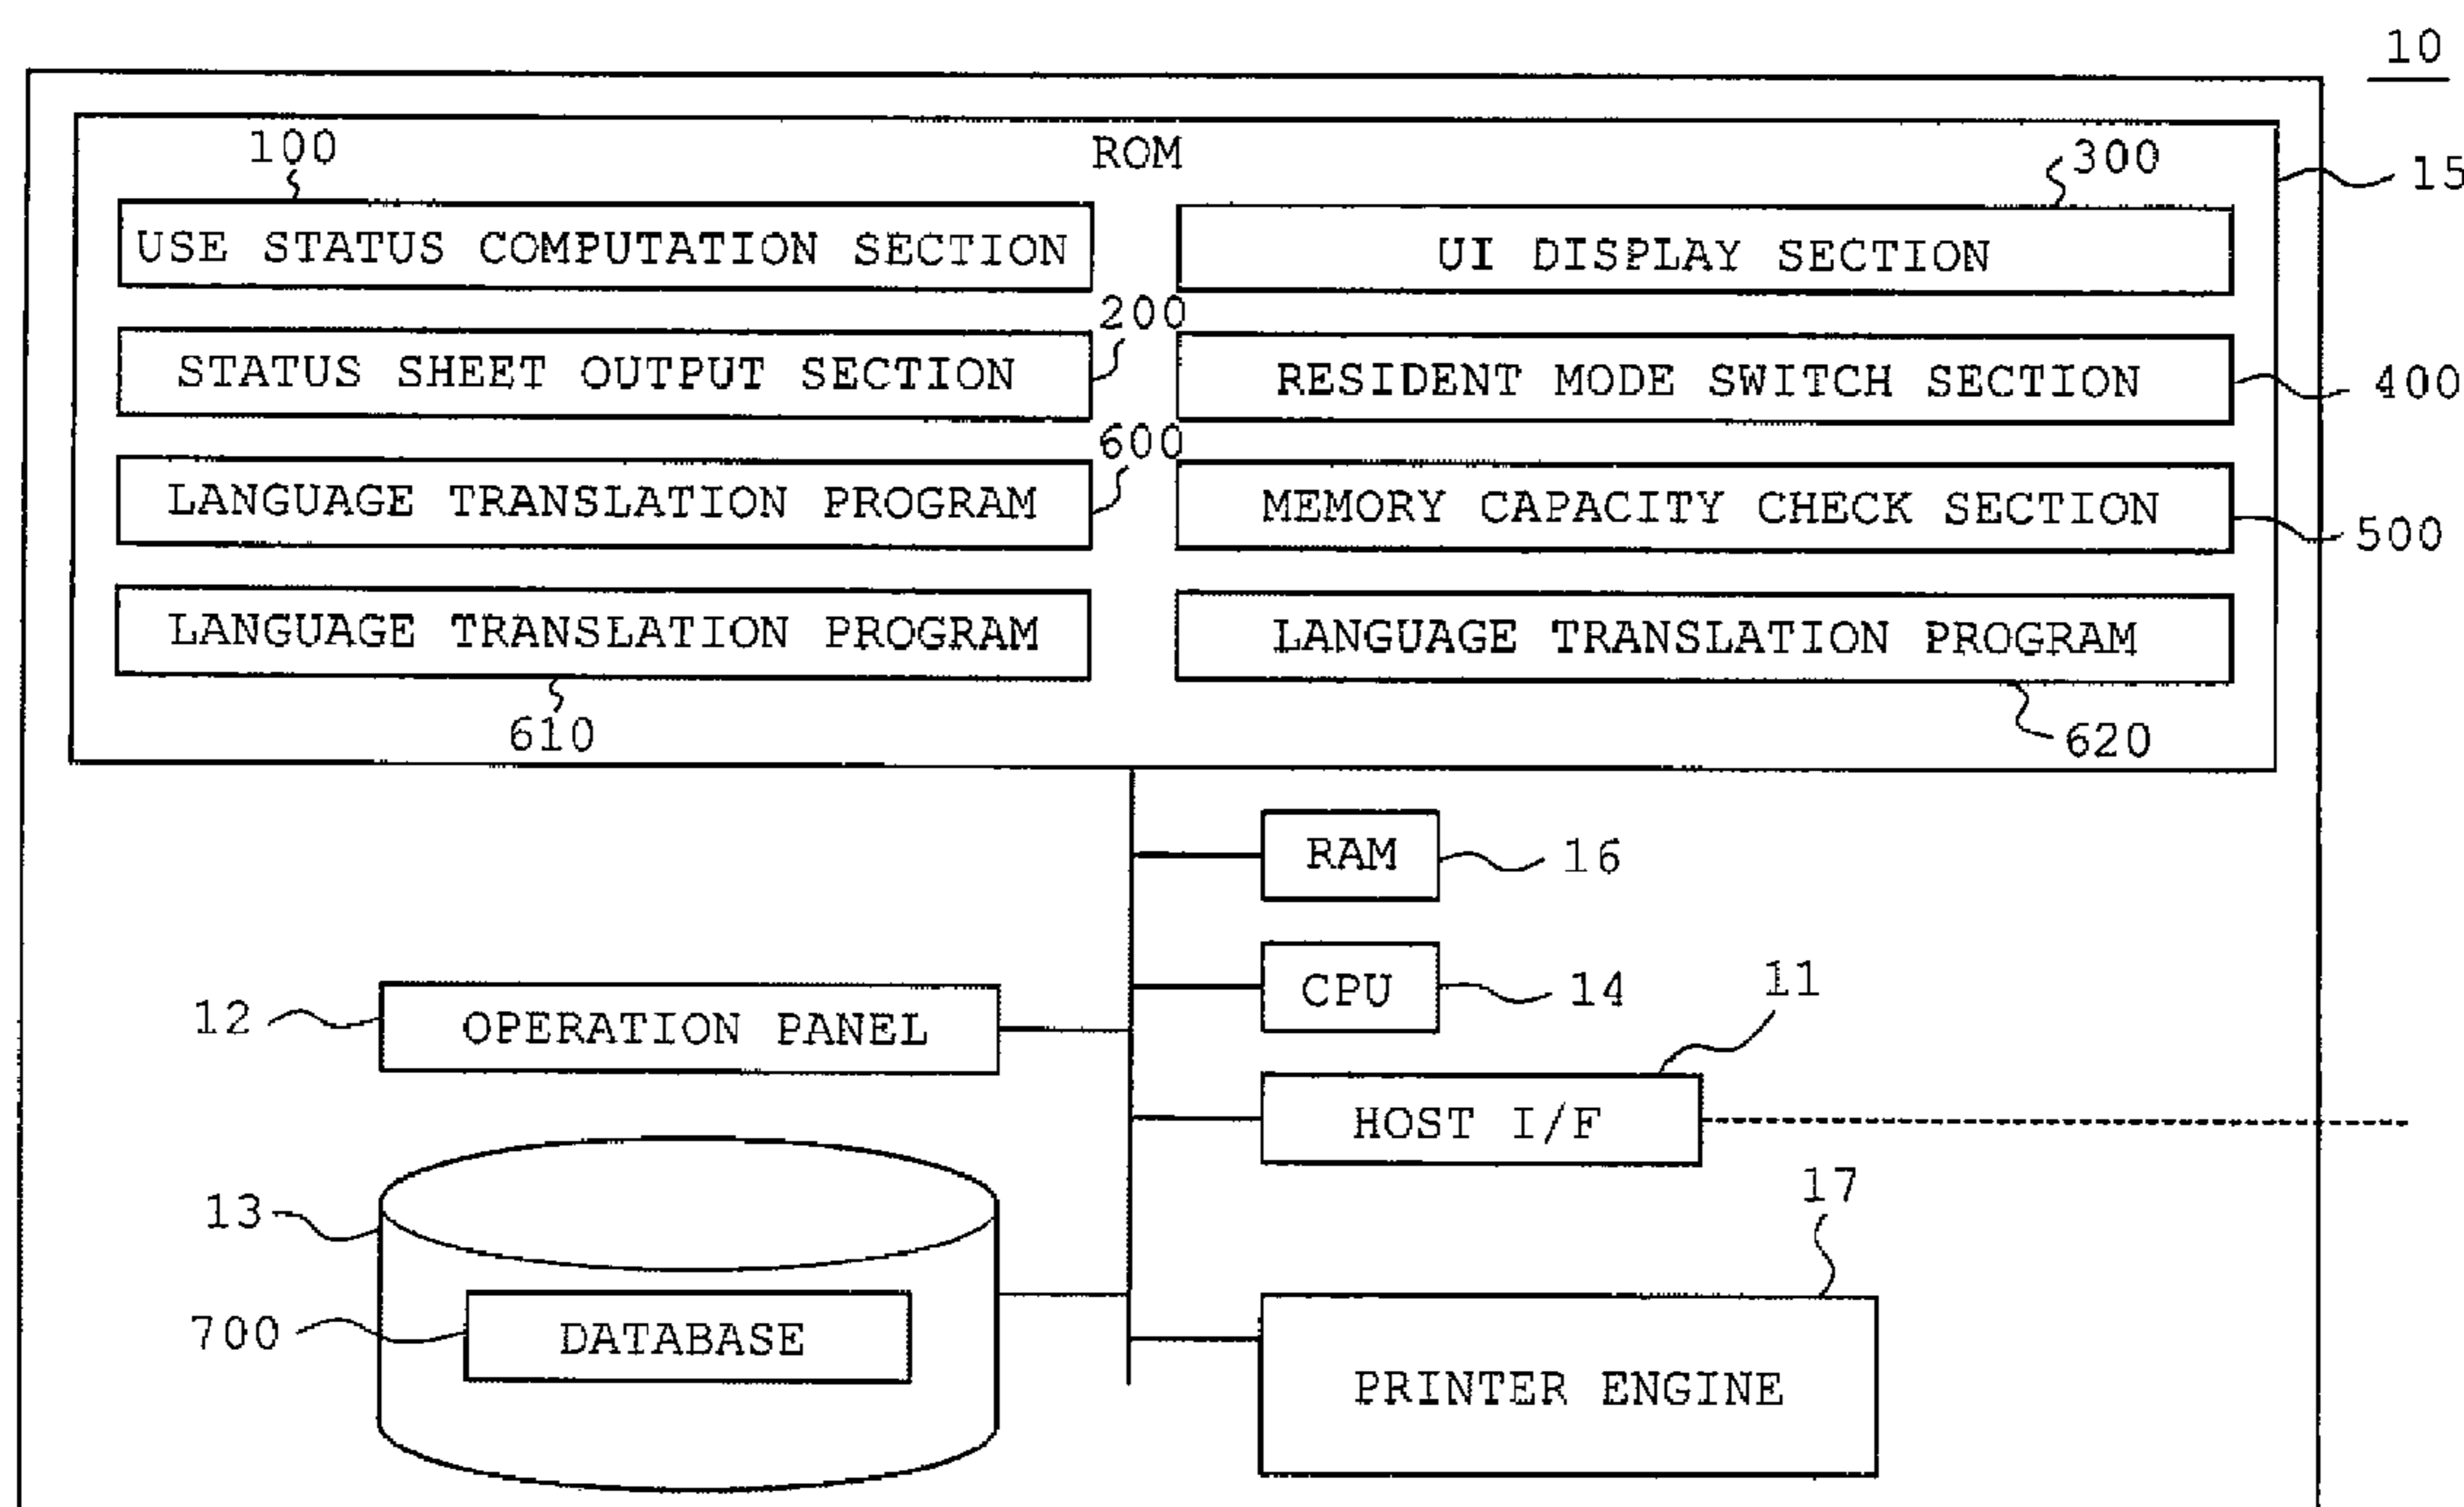 10
ROM
15
100
300
USE STATUS COMPUTATION SECTION
UI DISPLAY SECTION
200
STATUS SHEET OUTPUT SECTION
RESIDENT MODE SWITCH SECTION
400
600
LANGUAGE TRANSLATION PROGRAM
MEMORY CAPACITY CHECK SECTION
500
LANGUAGE TRANSLATION PROGRAM
LANGUAGE TRANSLATION PROGRAM
610
620
RAM
16
CPU
14
11
12
OPERATION PANEL
HOST I/F
13
17
700
DATABASE
PRINTER ENGINE